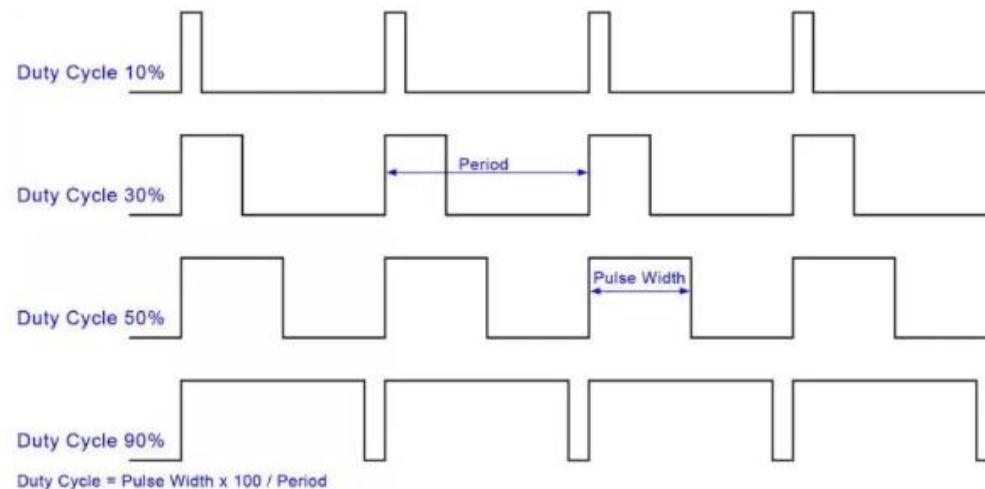 Duty Cycle 10%
Period
Duty Cycle 30%
Pulse Width
Duty Cycle 50%
Duty Cycle 90%
Duty Cycle = Pulse Width x 100 / Period